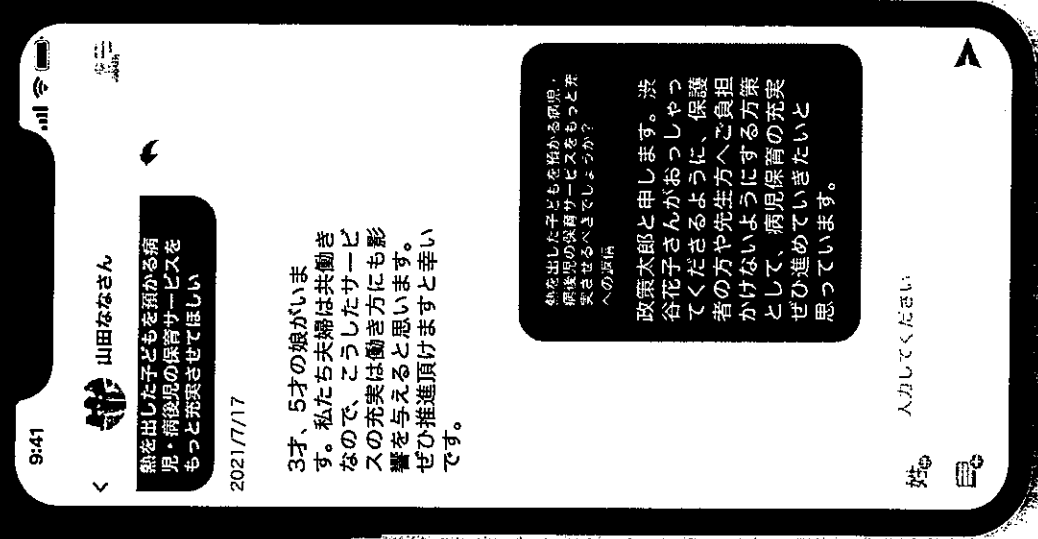 9:41
山田ななさん
熱を出した子どもを預かる病
児・病後児の保育サービスを
もっと充実させてほしい
2021/7/17
3才、5才の娘がいま
す。私たち夫婦は共働き
なので、こうしたサービ
スの充実は働き方にも影
響を与えると思います。
ぜひ推進頂けますと幸い
です。
熱を出した子どもを預かる病児・
病後児の保育サービスをもっと充
実させるべきでしょうか?
への返信
政策太郎と申します。渋
谷花子さんがおっしゃっ
てくださるように、保護
者の方や先生方へご負担
かけないようにする方策
として、病児保育の充実
ぜひ進めていきたいと
思っています。
入力してください
姓